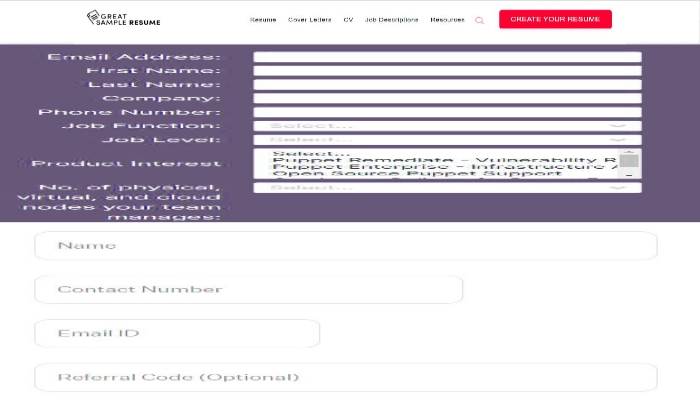 GREAT
SAMPLE RESUME
Resume Cover Letters CV Job Descriptions Resources CREATE YOUR RESUME
Email Address:
First Name:
Last Name:
Company:
Phone Number:
Job Function: Select...
Job Level: Select...
Product Interest
Select...
Puppet Remediate - Vulnerability R
Puppet Enterprise - Infrastructure
Open Source Puppet Support
No. of physical, virtual, and cloud nodes your team manages:
Select...
Name
Contact Number
Email ID
Referral Code (Optional)